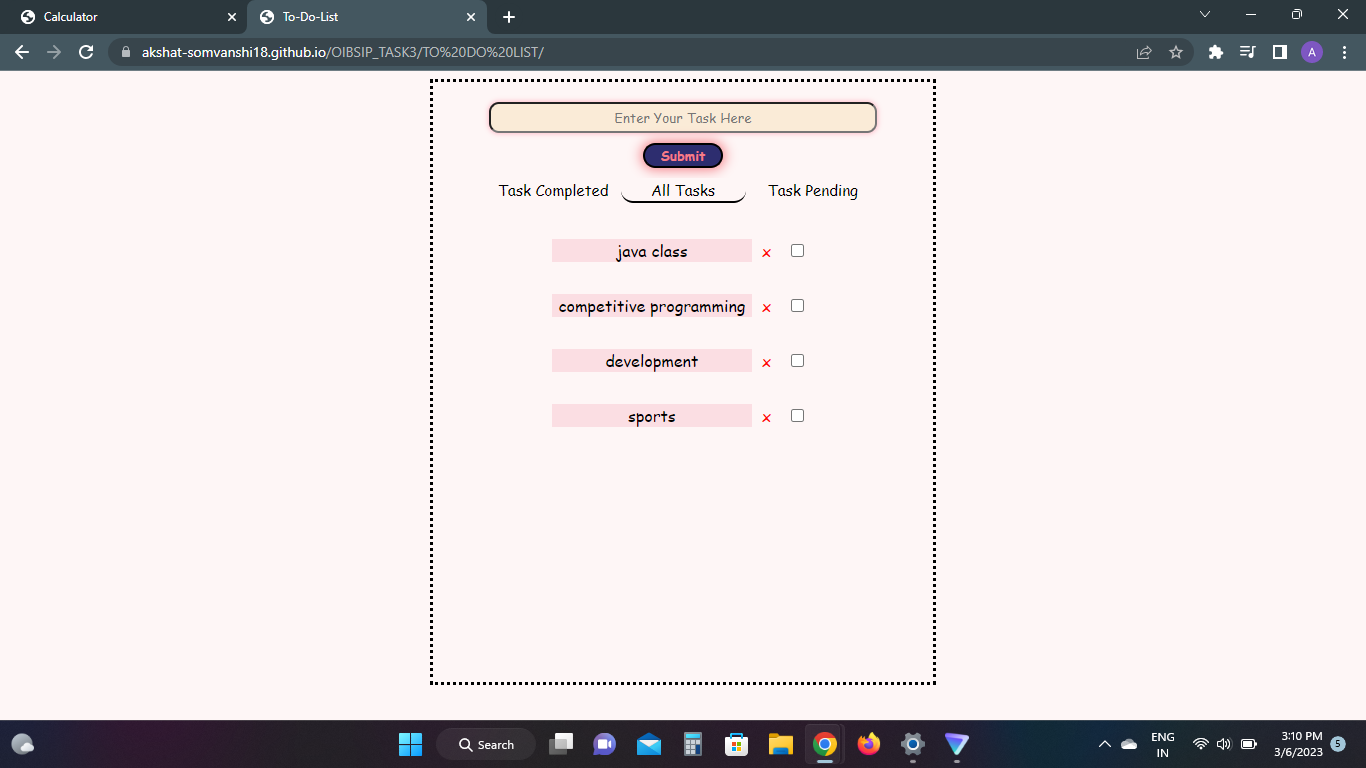 Calculator
To-Do-List
akshat-somvanshi18.github.io/OIBSIP_TASK3/TO%20DO%20LIST/
A
Enter Your Task Here
Submit
Task Completed All Tasks Task Pending
java class x
competitive programming x
development x
sports x
Search
ENG
IN
3:10 PM
3/6/2023
5